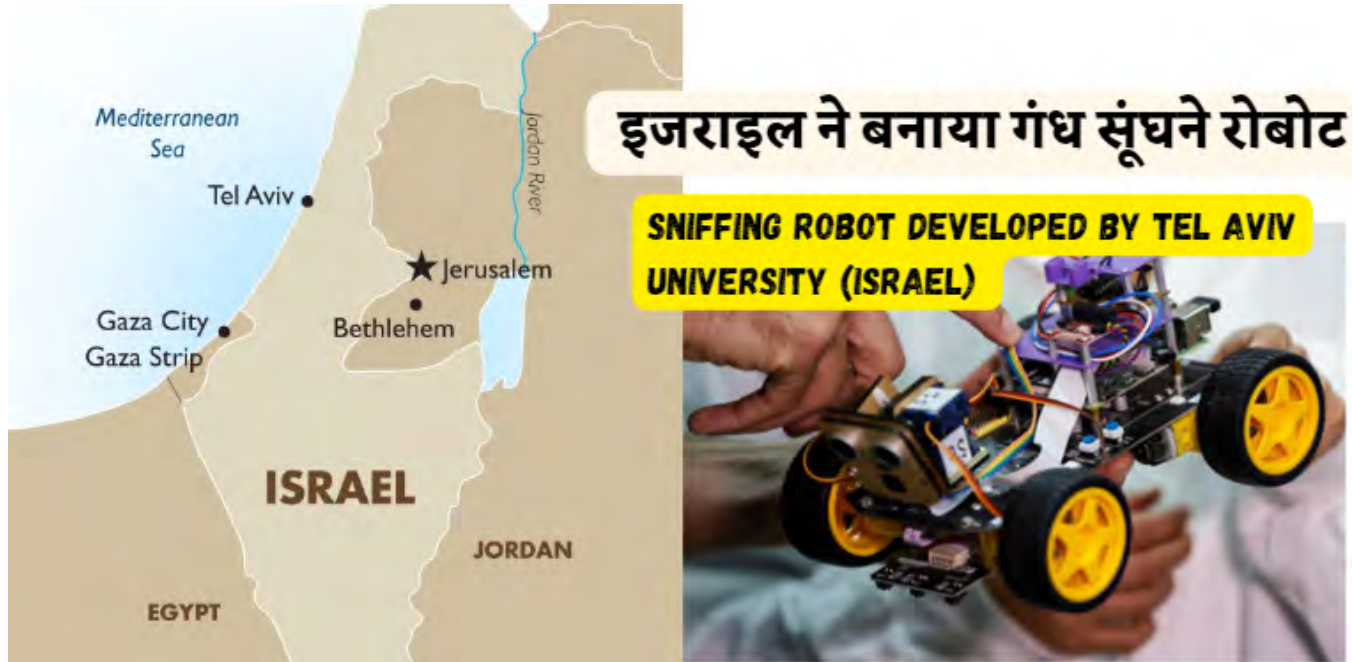 Mediterranean
Sea
Tel Aviv
Jordan River
Jerusalem
Gaza City
Bethlehem
Gaza Strip
ISRAEL
JORDAN
EGYPT
इजराइल ने बनाया गंध सूंघने रोबोट
SNIFFING ROBOT DEVELOPED BY TEL AVIV
UNIVERSITY (ISRAEL)